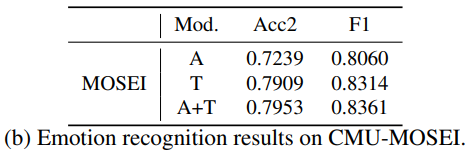 Mod. Acc2 F1
A 0.7239 0.8060
MOSEI T 0.7909 0.8314
A+T 0.7953 0.8361
(b) Emotion recognition results on CMU-MOSEI.